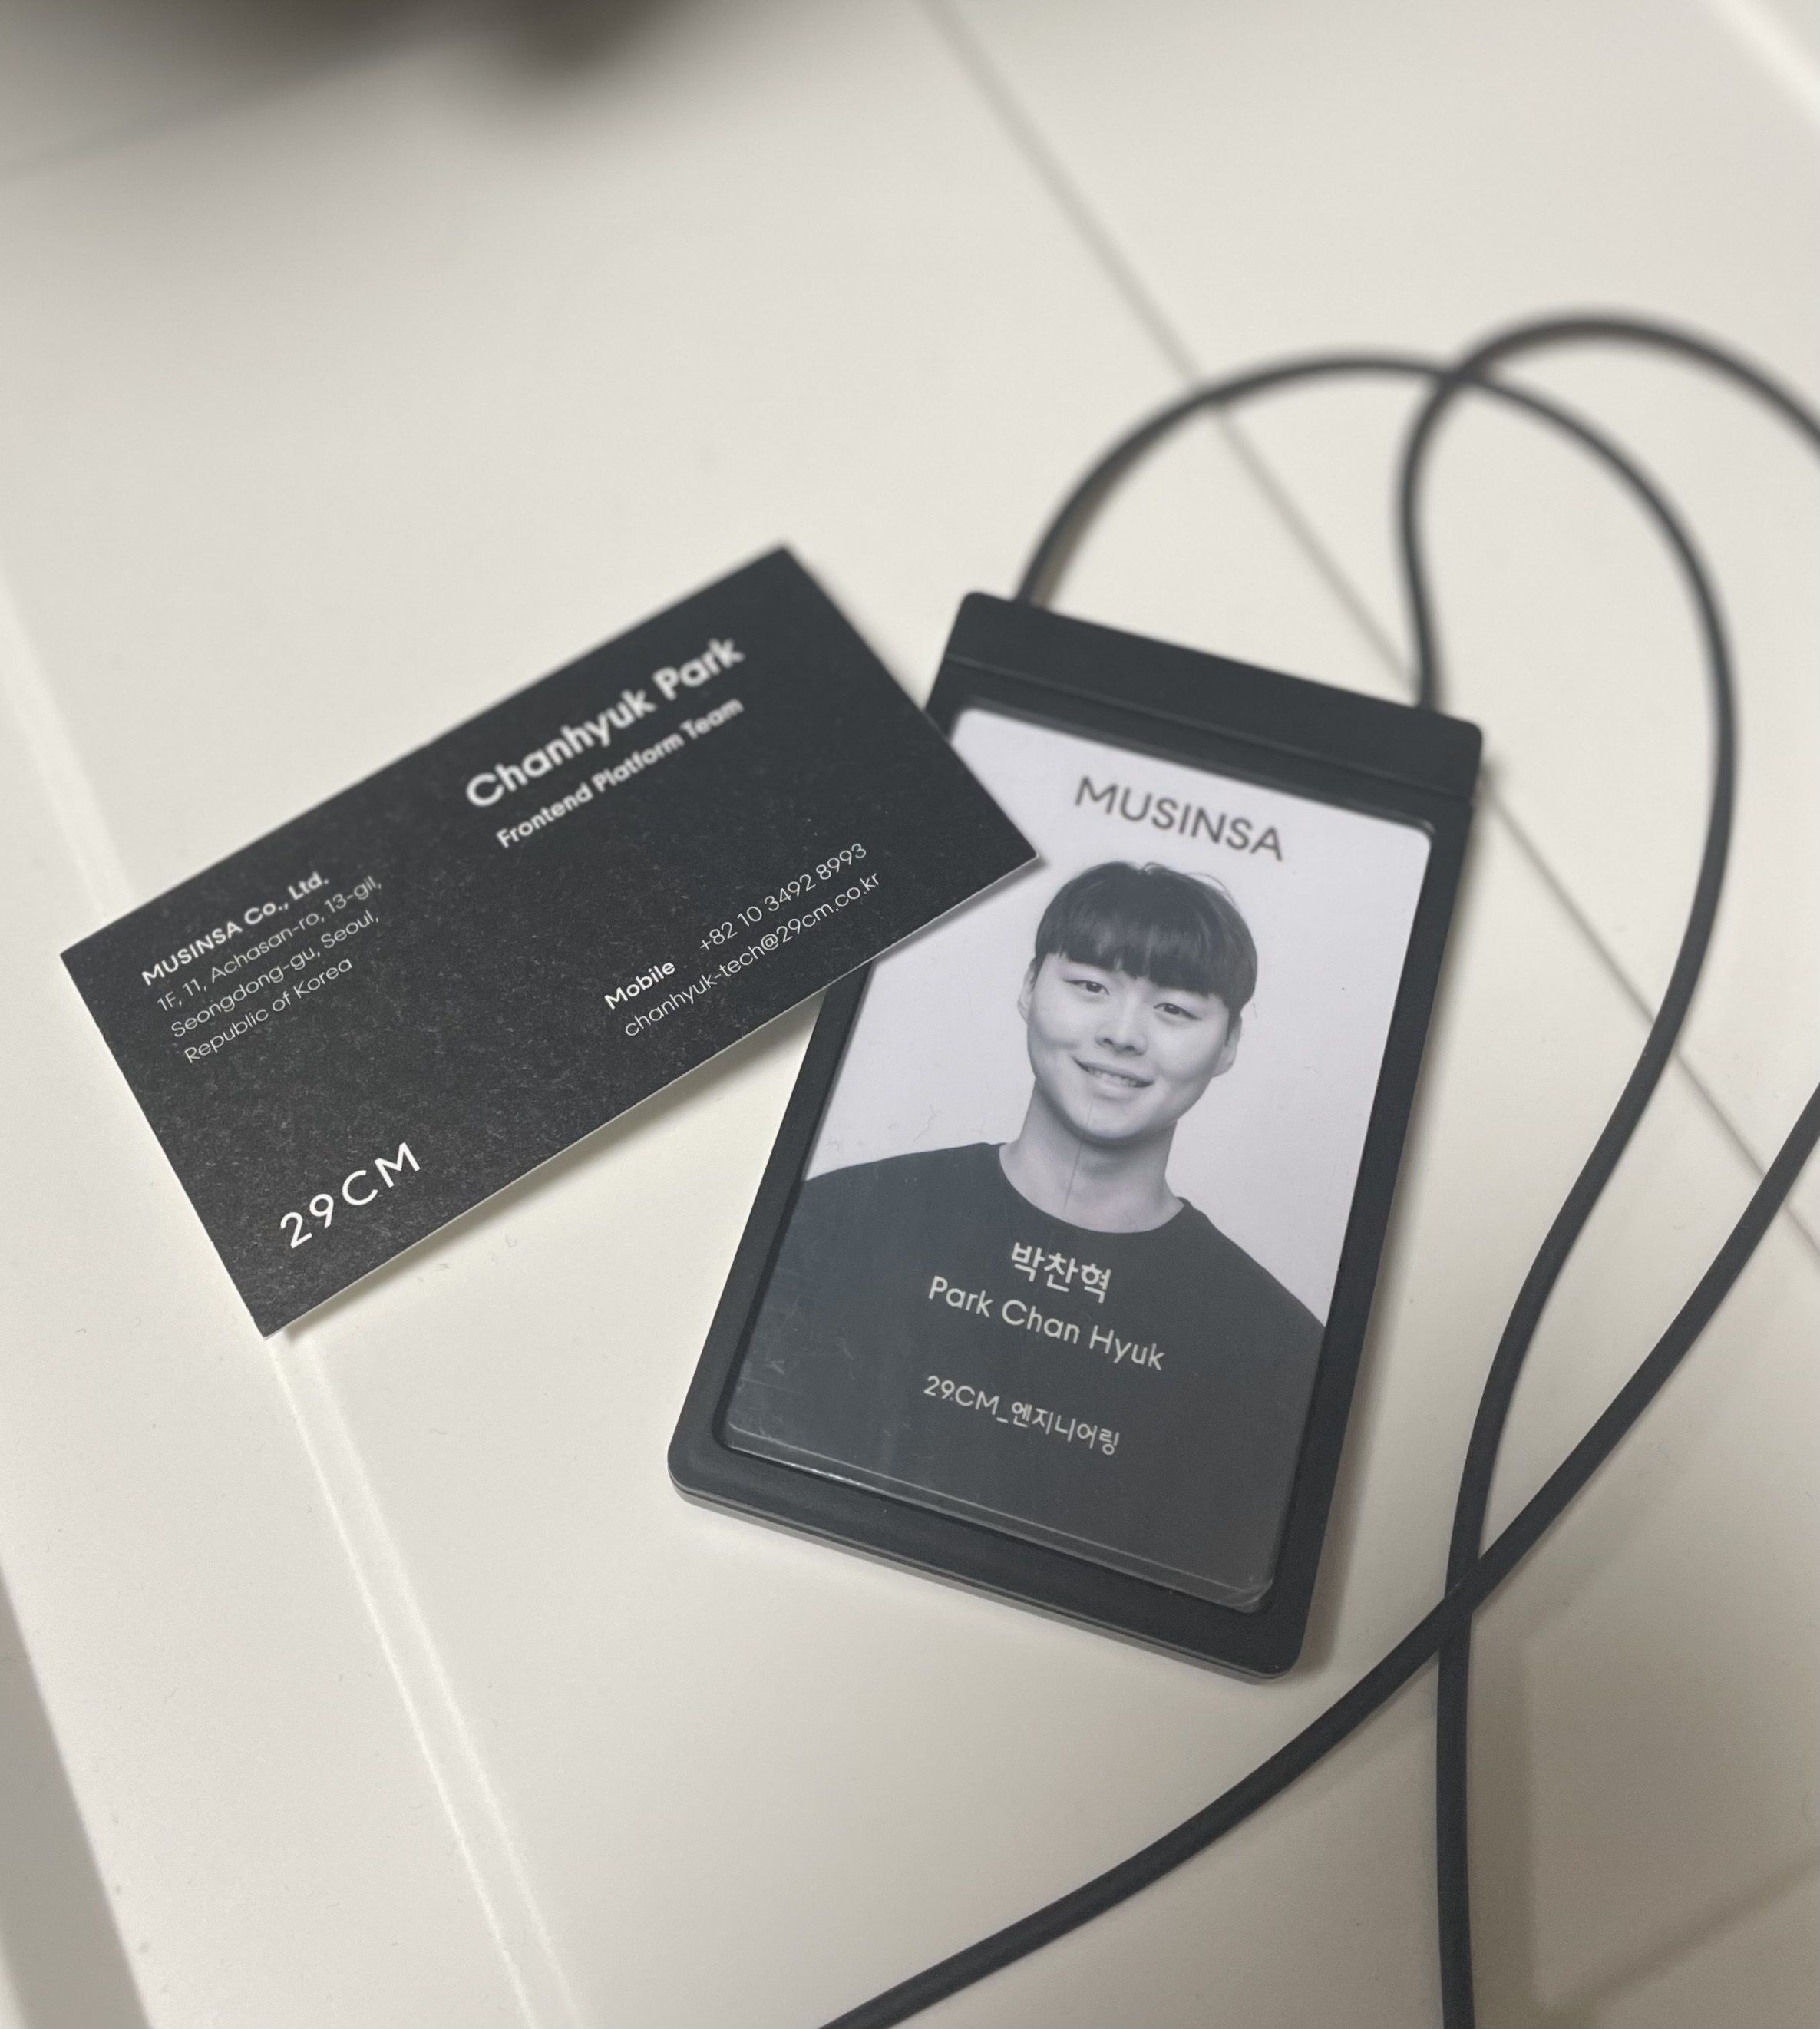 Chanhyuk Park
Frontend Platform Team
MUSINSA Co., Ltd.
1F, 11, Achasan-ro, 13-gil,
Seongdong-gu, Seoul,
Republic of Korea
Mobile +82 10 3492 8993
chanhyuk-tech@29cm.co.kr
29CM
MUSINSA
박찬혁
Park Chan Hyuk
29CM_엔지니어링